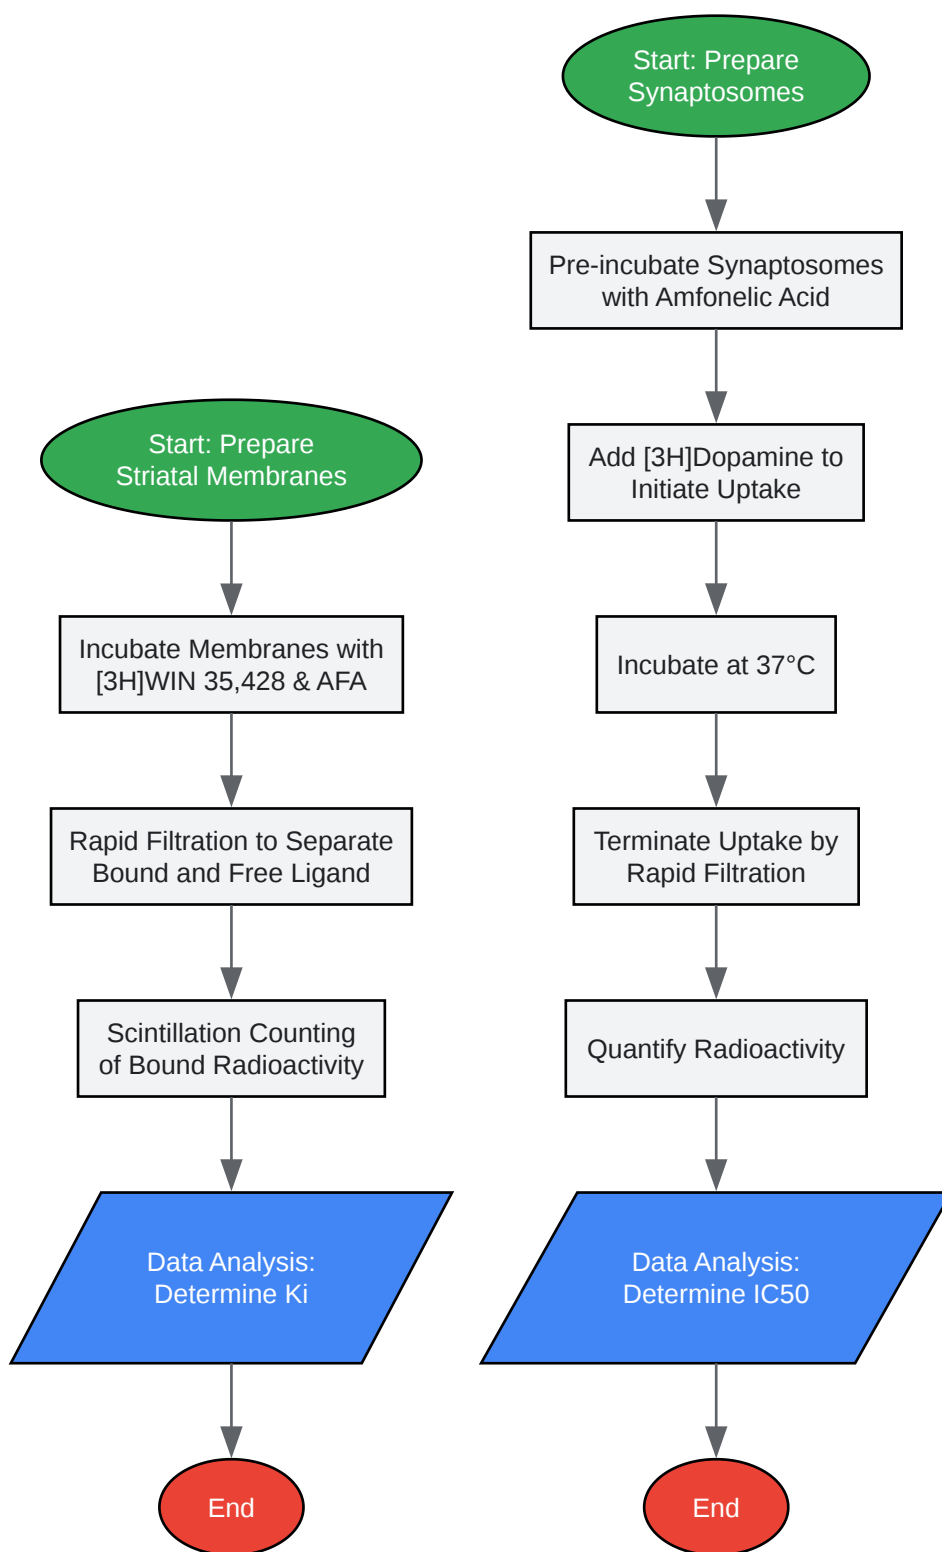 Start: Prepare
Striatal Membranes
Incubate Membranes with
[3H]WIN 35,428 & AFA
Rapid Filtration to Separate
Bound and Free Ligand
Scintillation Counting
of Bound Radioactivity
Data Analysis:
Determine Ki
End
Start: Prepare
Synaptosomes
Pre-incubate Synaptosomes
with Amfonelic Acid
Add [3H]Dopamine to
Initiate Uptake
Incubate at 37°C
Terminate Uptake by
Rapid Filtration
Quantify Radioactivity
Data Analysis:
Determine IC50
End